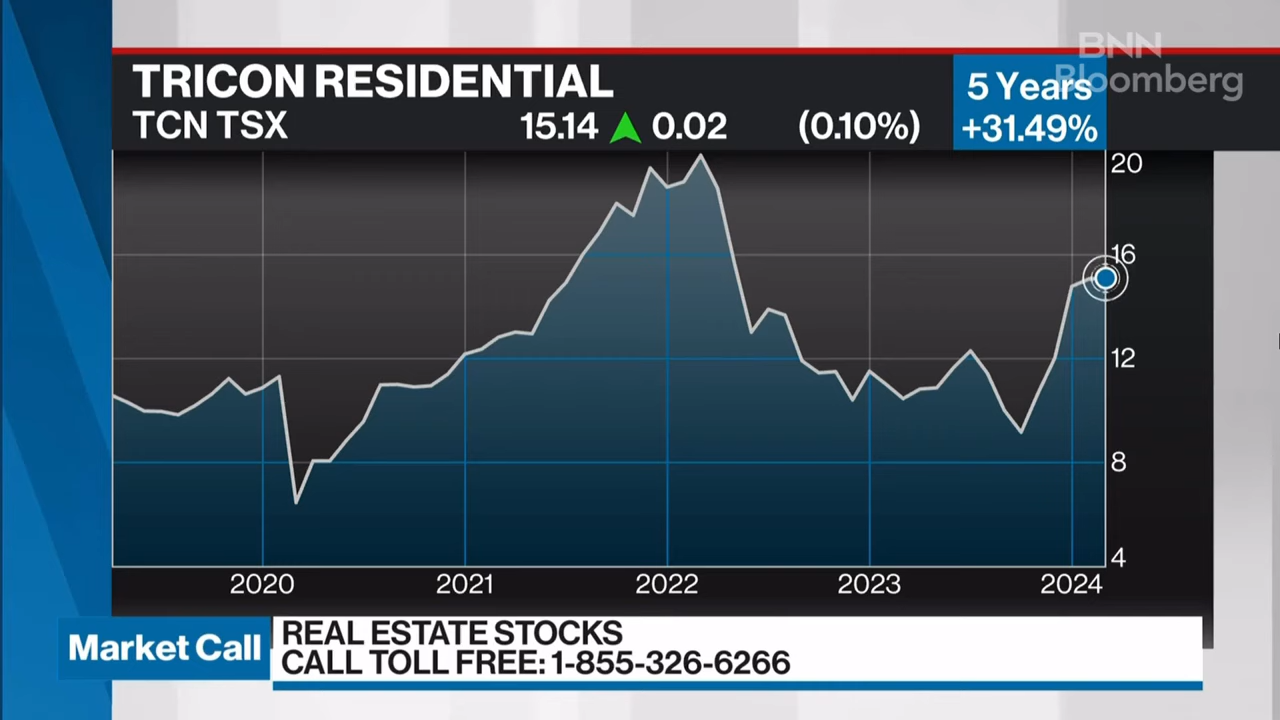 BNN
Bloomberg
TRICON RESIDENTIAL
TCN TSX 15.14 0.02 (0.10%)
5 Years
+31.49%
20
16
12
8
4
2020 2021 2022 2023 2024
Market Call
REAL ESTATE STOCKS
CALL TOLL FREE: 1-855-326-6266